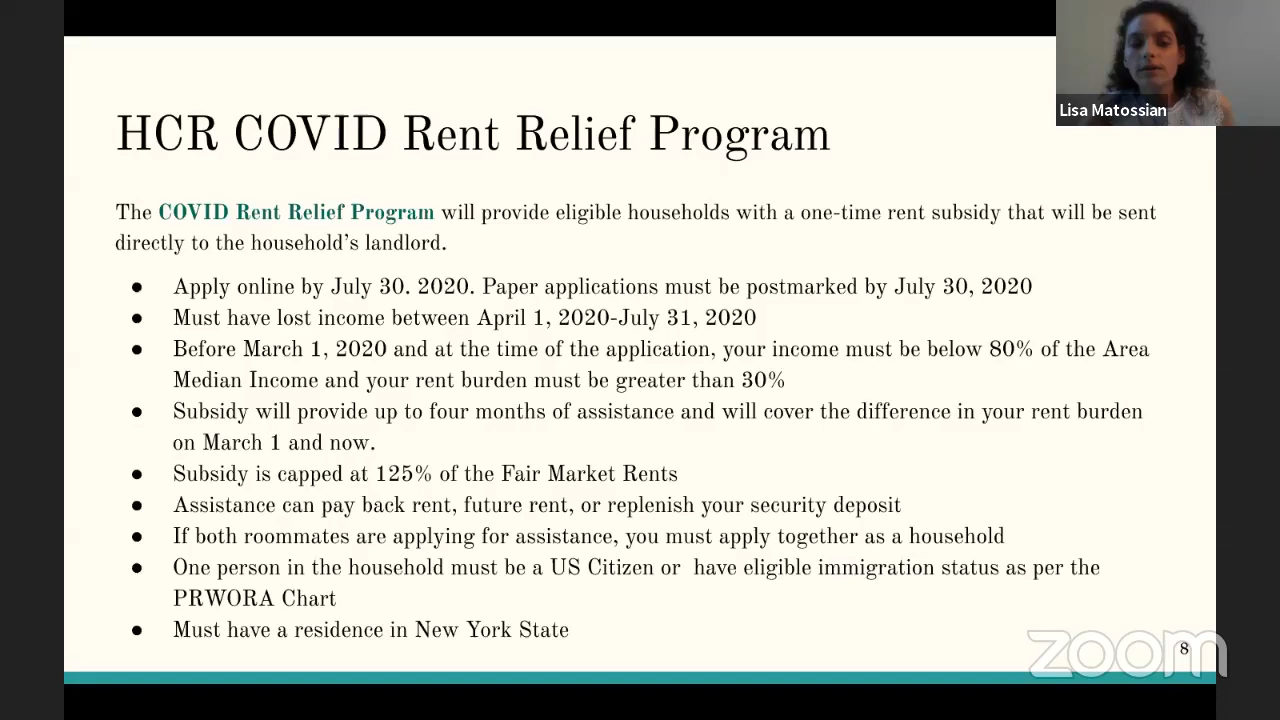 Lisa Matossian
HCR COVID Rent Relief Program
The COVID Rent Relief Program will provide eligible households with a one-time rent subsidy that will be sent
directly to the household’s landlord.
● Apply online by July 30. 2020. Paper applications must be postmarked by July 30, 2020
● Must have lost income between April 1, 2020-July 31, 2020
● Before March 1, 2020 and at the time of the application, your income must be below 80% of the Area
Median Income and your rent burden must be greater than 30%
● Subsidy will provide up to four months of assistance and will cover the difference in your rent burden
on March 1 and now.
● Subsidy is capped at 125% of the Fair Market Rents
● Assistance can pay back rent, future rent, or replenish your security deposit
● If both roommates are applying for assistance, you must apply together as a household
● One person in the household must be a US Citizen or  have eligible immigration status as per the
PRWORA Chart
● Must have a residence in New York State
zoom
8